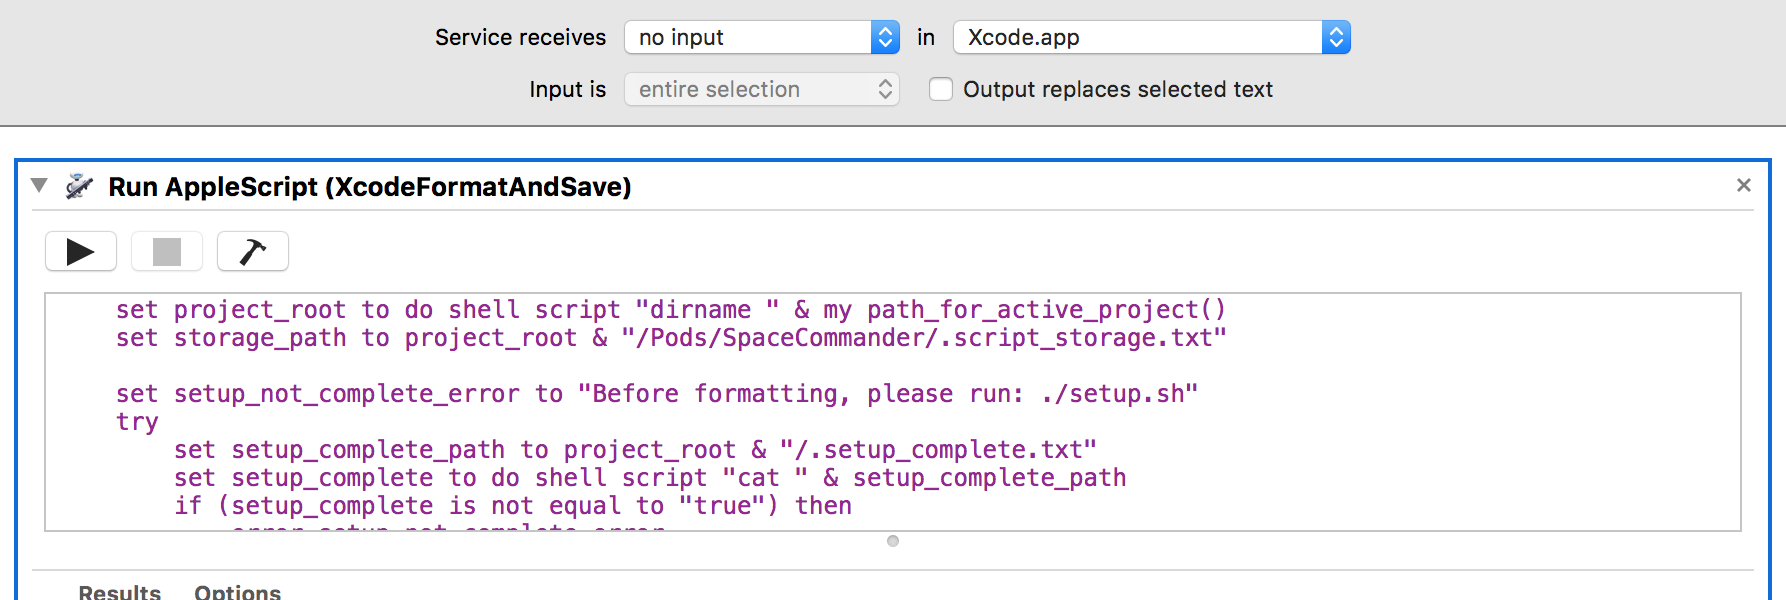 Service receives no input in Xcode.app
Input is entire selection Output replaces selected text
Run AppleScript (XcodeFormatAndSave)
set project_root to do shell script "dirname " & my path_for_active_project()
set storage_path to project_root & "/Pods/SpaceCommander/.script_storage.txt"
set setup_not_complete_error to "Before formatting, please run: ./setup.sh"
try
set setup_complete_path to project_root & "/.setup_complete.txt"
set setup_complete to do shell script "cat " & setup_complete_path
if (setup_complete is not equal to "true") then
error setup_not_complete_error
Results Options